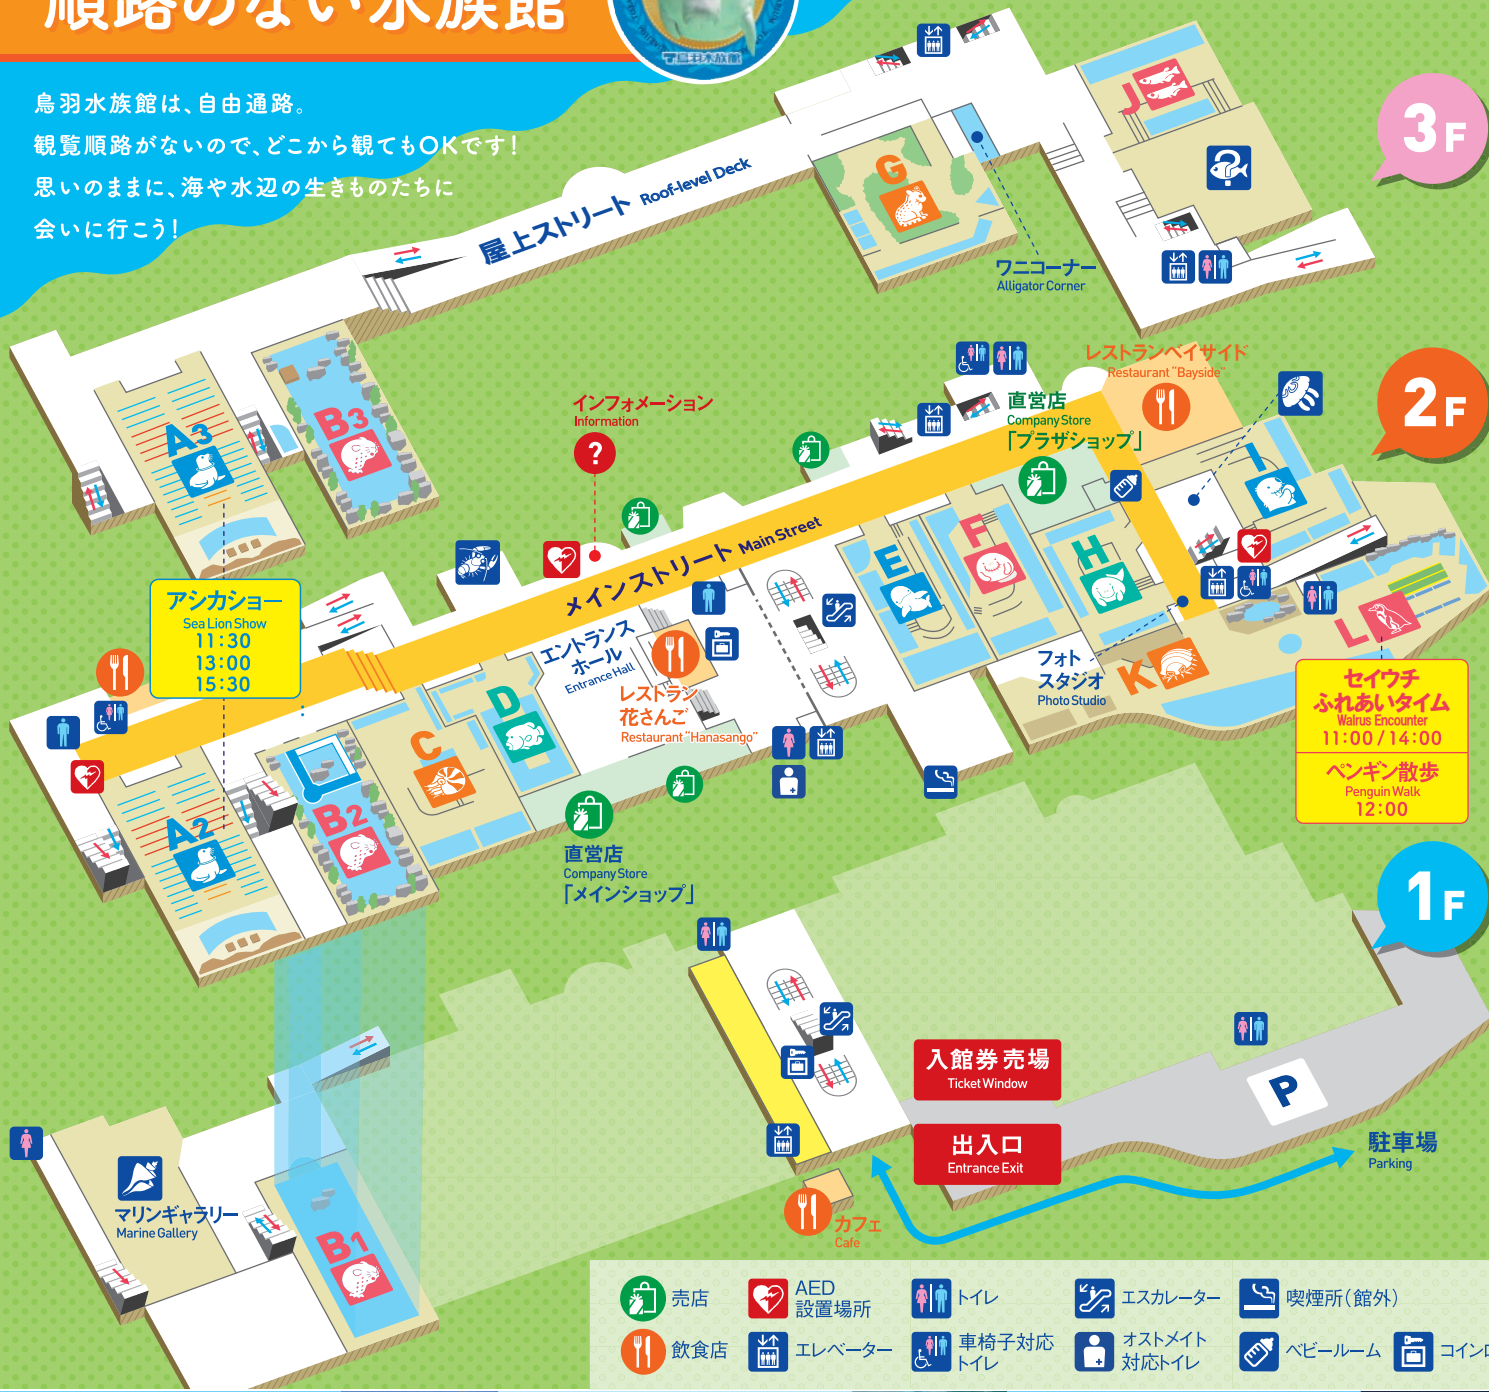 順路のない水族館
鳥羽水族館
鳥羽水族館は、自由通路。
観覧順路がないので、どこから観てもOKです！
思いのままに、海や水辺の生きものたちに
会いに行こう！
3F
J
G
屋上ストリート Roof-level Deck
ワニコーナー
Alligator Corner
A3
B3
2F
インフォメーション
Information
?
レストランベイサイド
Restaurant "Bayside"
直営店
Company Store
「プラザショップ」
メインストリート Main Street
E
F
H
I
L
K
エントランス
ホール
Entrance Hall
レストラン
花さんご
Restaurant "Hanasango"
フォト
スタジオ
Photo Studio
アシカショー
Sea Lion Show
11:30
13:00
15:30
セイウチ
ふれあいタイム
Walrus Encounter
11:00 / 14:00
ペンギン散歩
Penguin Walk
12:00
D
C
A2
B2
直営店
Company Store
「メインショップ」
1F
入館券売場
Ticket Window
出入口
Entrance Exit
P
駐車場
Parking
カフェ
Cafe
マリンギャラリー
Marine Gallery
B1
売店
AED
設置場所
トイレ
エスカレーター
喫煙所（館外）
飲食店
エレベーター
車椅子対応
トイレ
オストメイト
対応トイレ
ベビールーム
コインロ